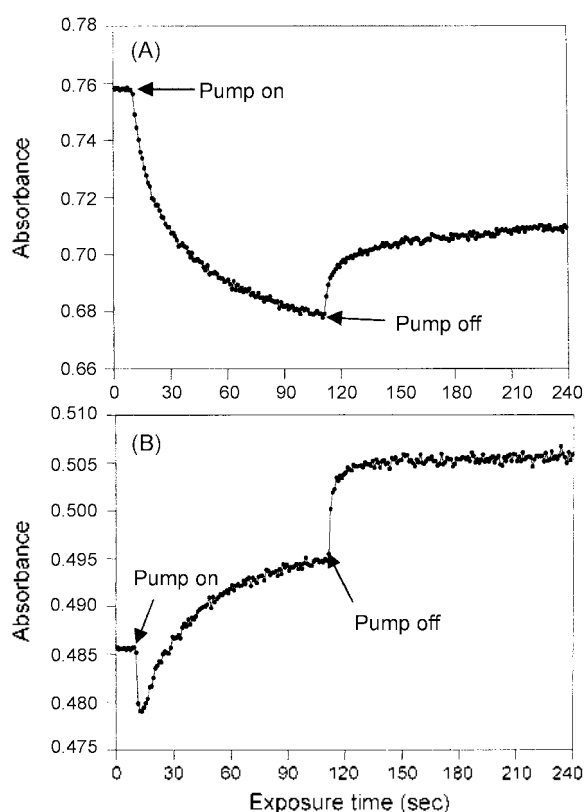 0.78
(A)
0.76
Pump on
0.74
Absorbance
0.72
0.70
0.68
Pump off
0.66
0 30 60 90 120 150 180 210 240
0.510
(B)
0.505
0.500
Absorbance
0.495
Pump on
0.490
Pump off
0.485
0.480
0.475
0 30 60 90 120 150 180 210 240
Exposure time (sec)